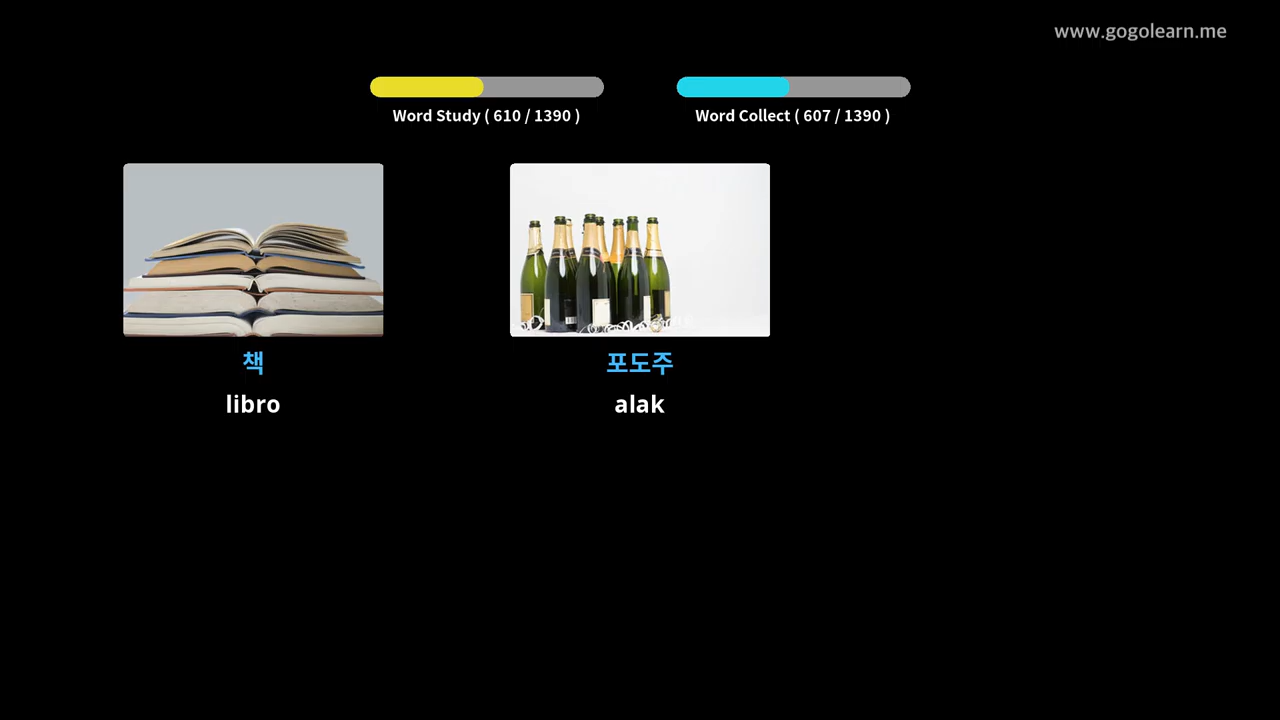 www.gogolearn.me
Word Study ( 610 / 1390 )
Word Collect ( 607 / 1390 )
책
libro
포도주
alak